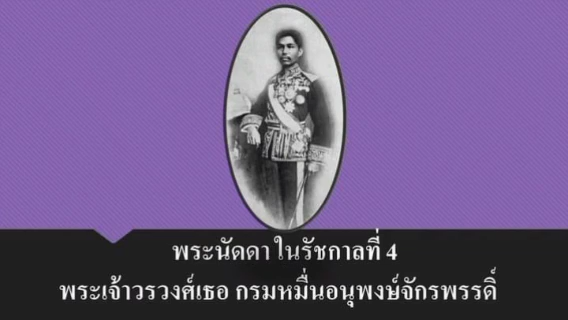 พระนัดดา ในรัชกาลที่ 4
พระเจ้าวรวงศ์เธอ กรมหมื่นอนุพงษ์จักรพรรดิ์